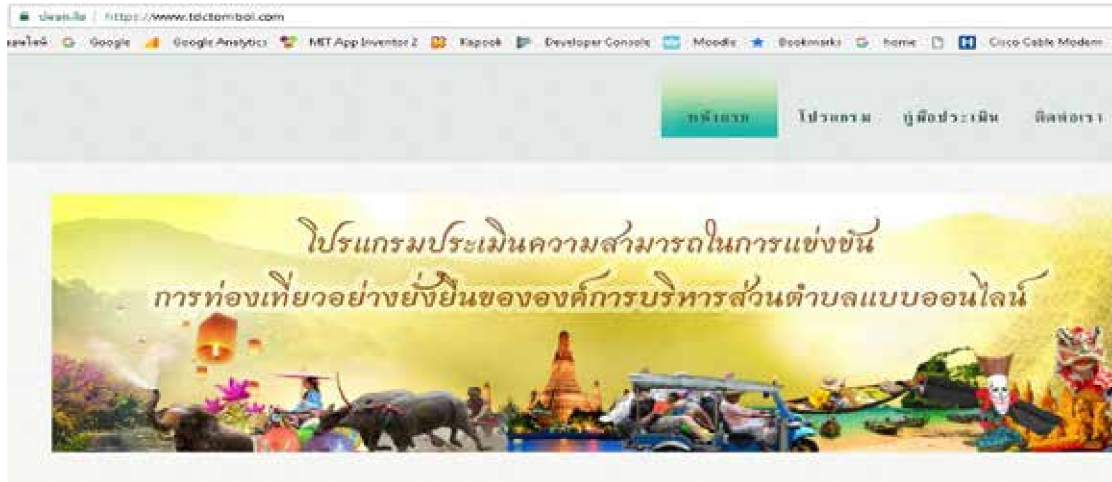 ปลอดภัย | https://www.tdctambol.com
Google Google Analytics MIT App Inventor 2 Kapook Developer Console Moodle Bookmarks home Cisco Cable Modem
หน้าแรก โปรแกรม คู่มือประเมิน ติดต่อเรา
โปรแกรมประเมินความสามารถในการแข่งขัน
การท่องเที่ยวอย่างยั่งยืนขององค์การบริหารส่วนตำบลแบบออนไลน์